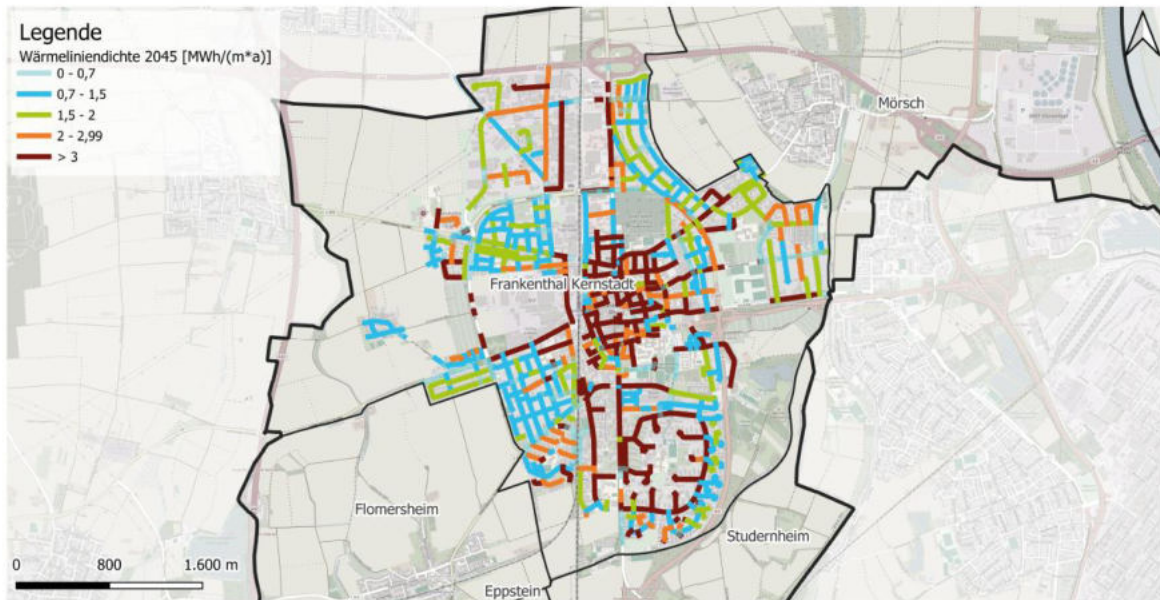 Legende
Wärmeliniendichte 2045 [MWh/(m*a)]
0 - 0,7
0,7 - 1,5
1,5 - 2
2 - 2,99
> 3
Mörsch
Frankenthal Kernstadt
Flomersheim
Studernheim
Eppstein
0 800 1.600 m